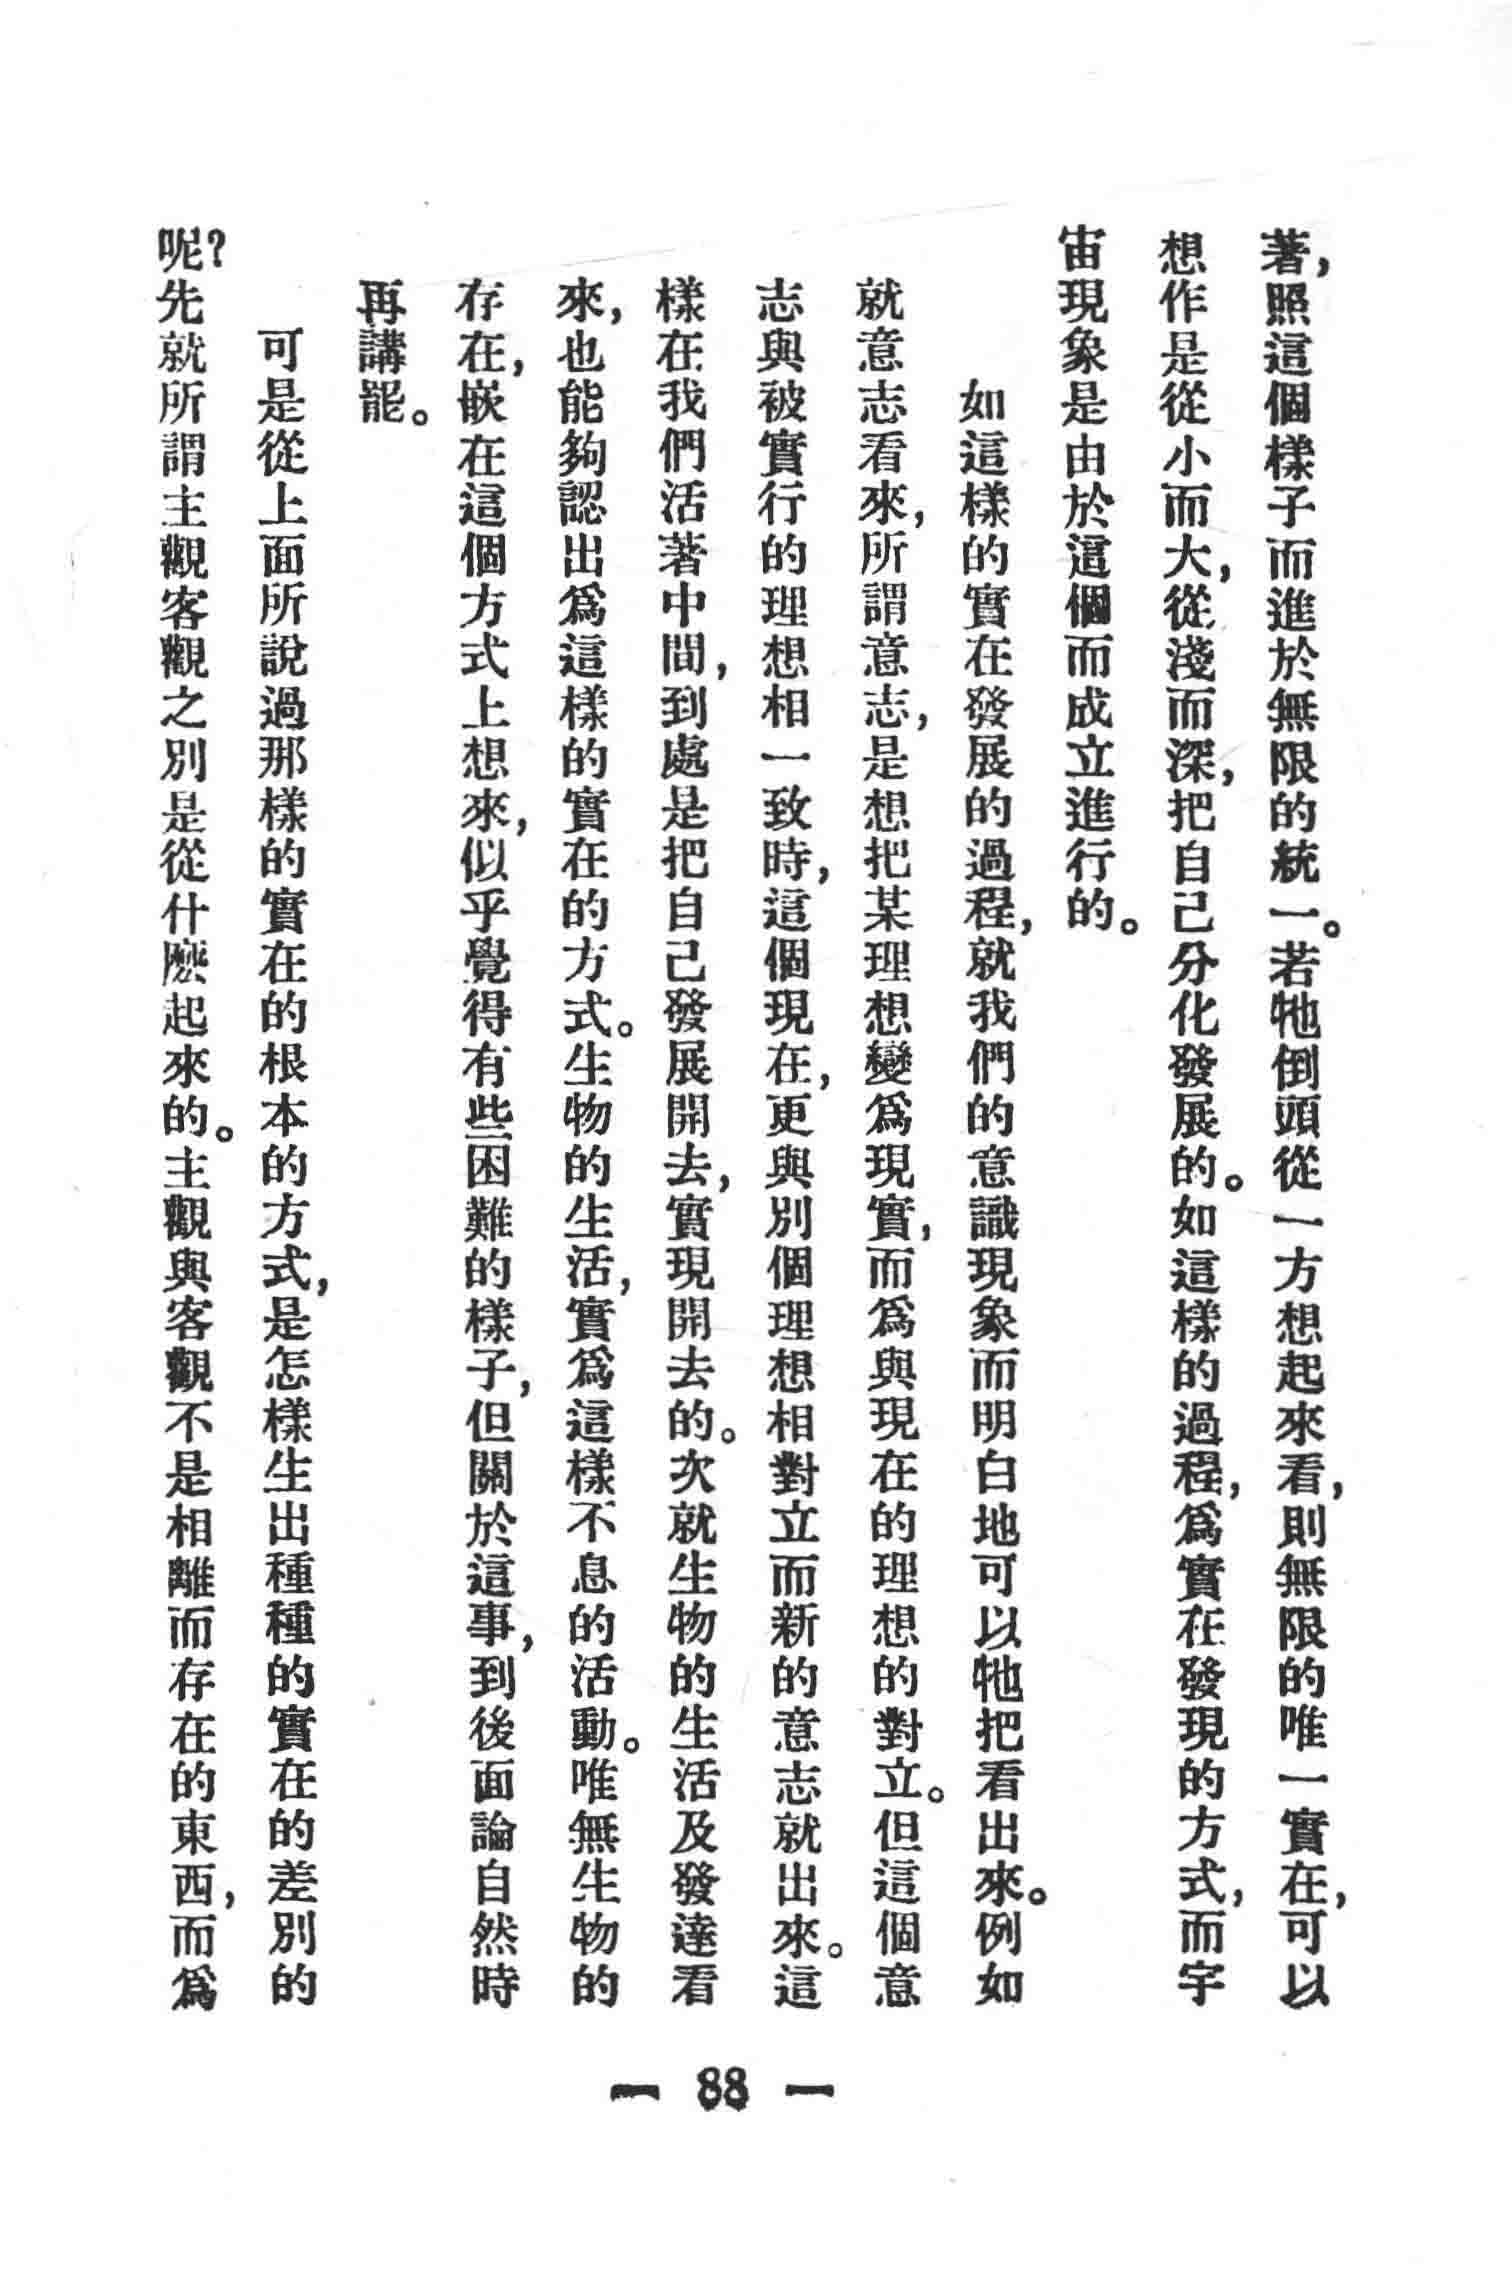 著，照這個樣子而進於無限的統一。若牠倒頭從一方想起來看，則無限的唯一實在，可以
想作是從小而大，從淺而深，把自己分化發展的。如這樣的過程，爲實在發現的方式，而宇
宙現象是由於這個而成立進行的。
如這樣的實在發展的過程，就我們的意識現象而明白地可以牠把看出來。例如
就意志看來，所謂意志，是想把某理想變爲現實，而爲與現在的理想的對立。但這個意
志與被實行的理想相一致時，這個現在，更與別個理想相對立而新的意志就出來。這
樣在我們活著中間，到處是把自己發展開去，實現開去的。次就生物的生活及發達看
來，也能夠認出爲這樣的實在的方式。生物的生活，實爲這樣不息的活動。唯無生物的
存在，嵌在這個方式上想來，似乎覺得有些困難的樣子，但關於這事，到後面論自然時
再講罷。
可是從上面所說過那樣的實在的根本的方式，是怎樣生出種種的實在的差別的
呢？先就所謂主觀客觀之別是從什麽起來的。主觀與客觀不是相離而存在的東西，而爲
— 88 —